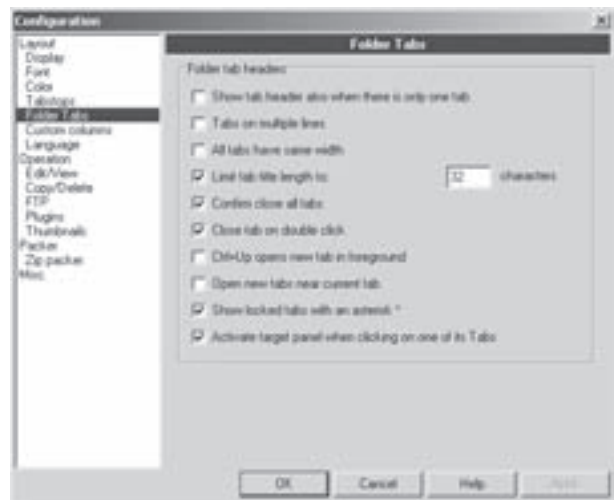 Configuration
Layout
Display
Font
Color
Tabstops
Folder Tabs
Custom columns
Language
Operation
Edit/View
Copy/Delete
FTP
Plugins
Thumbnails
Packer
Zip packer
Misc.
Folder Tabs
Folder tab headers:
Show tab header also when there is only one tab
Tabs on multiple lines
All tabs have same width
Limit tab title length to: 32 characters
Confirm close all tabs
Close tab on double click
Ctrl+Up opens new tab in foreground
Open new tabs near current tab
Show locked tabs with an asterisk *
Activate target panel when clicking on one of its Tabs
OK Cancel Help Apply